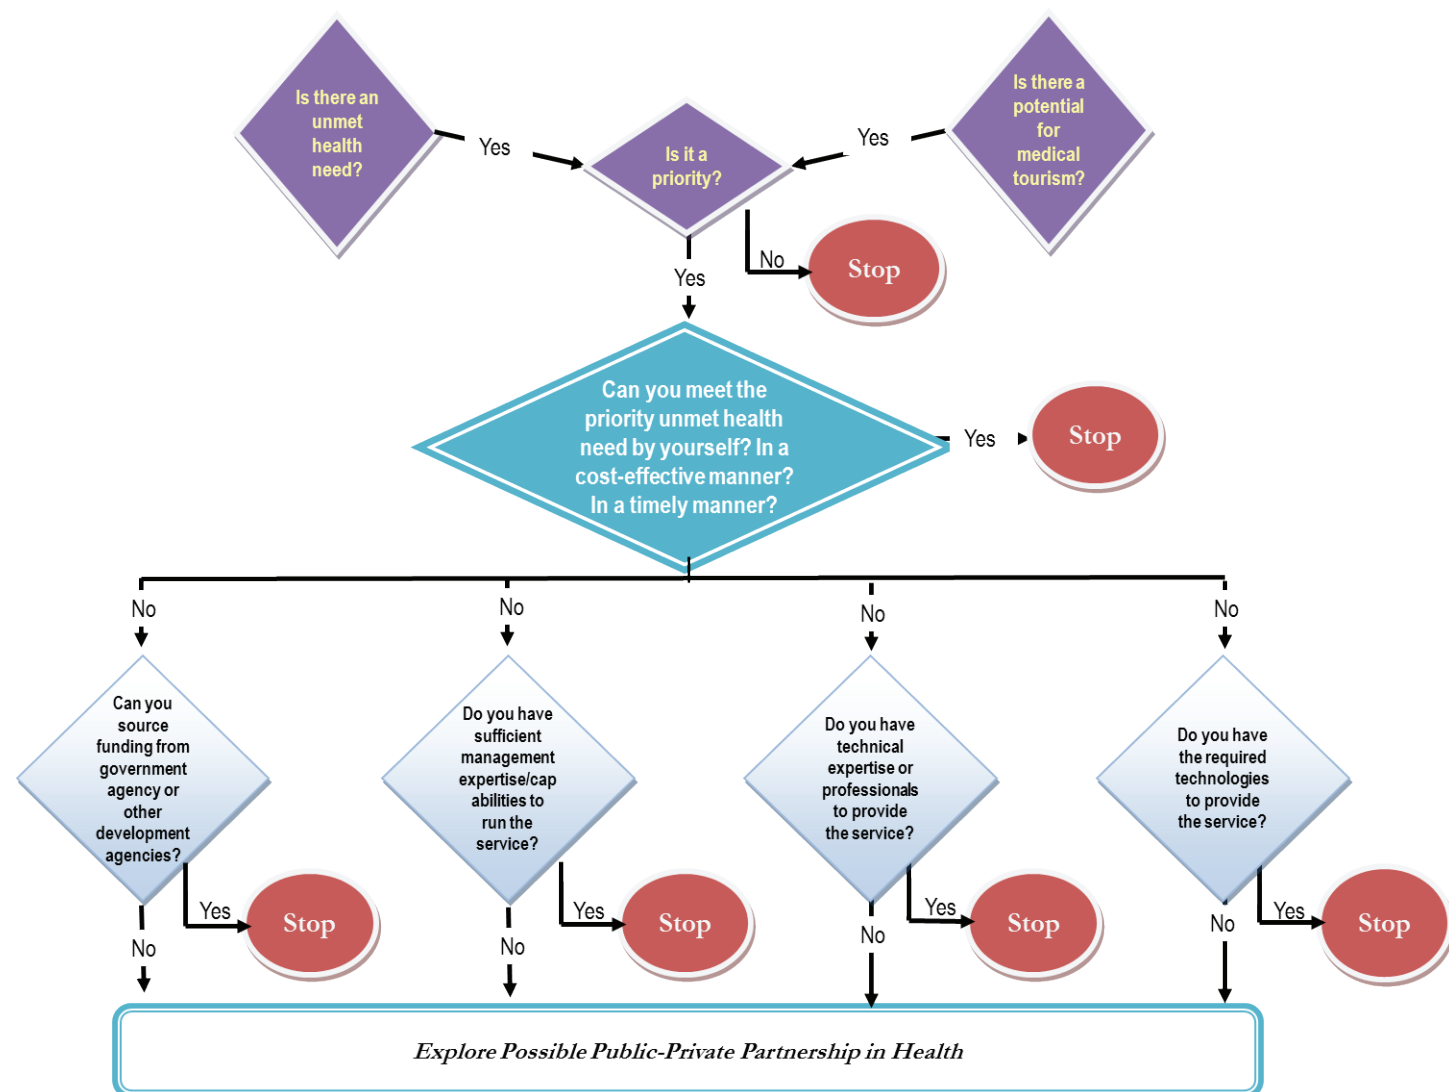 Is there an
unmet
health
need?
Yes
Is it a
priority?
Yes
Is there a
potential
for
medical
tourism?
No
Stop
Yes
Can you meet the
priority unmet health
need by yourself? In a
cost-effective manner?
In a timely manner?
Yes
Stop
No
No
No
No
Can you
source
funding from
government
agency or
other
development
agencies?
Do you have
sufficient
management
expertise/cap
abilities to
run the
service?
Do you have
technical
expertise or
professionals
to provide
the service?
Do you have
the required
technologies
to provide
the service?
Yes
Stop
Yes
Stop
Yes
Stop
Yes
Stop
No
No
No
No
Explore Possible Public-Private Partnership in Health